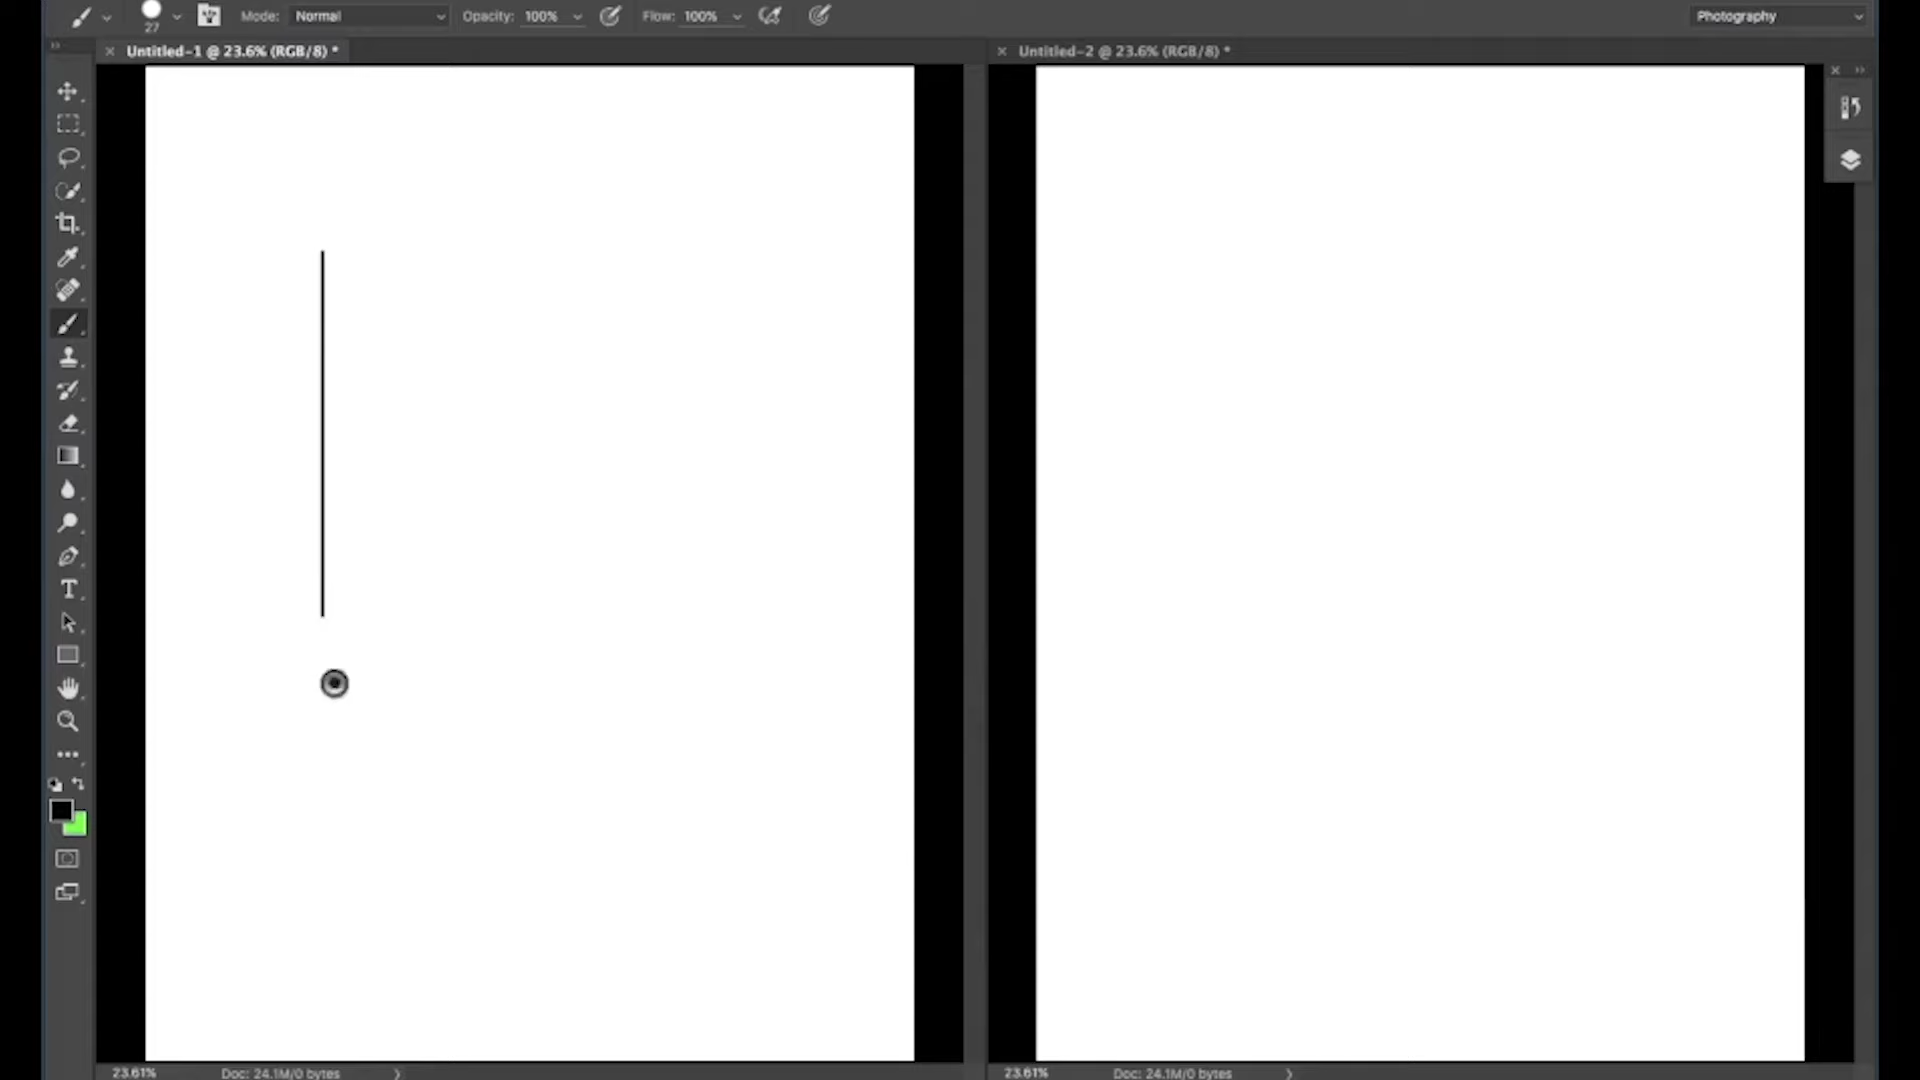 27 Mode: Normal Opacity: 100% Flow: 100% Photography
Untitled-1 @ 23.6% (RGB/8) * Untitled-2 @ 23.6% (RGB/8) *
23.61% Doc: 24.1M/0 bytes 23.61% Doc: 24.1M/0 bytes